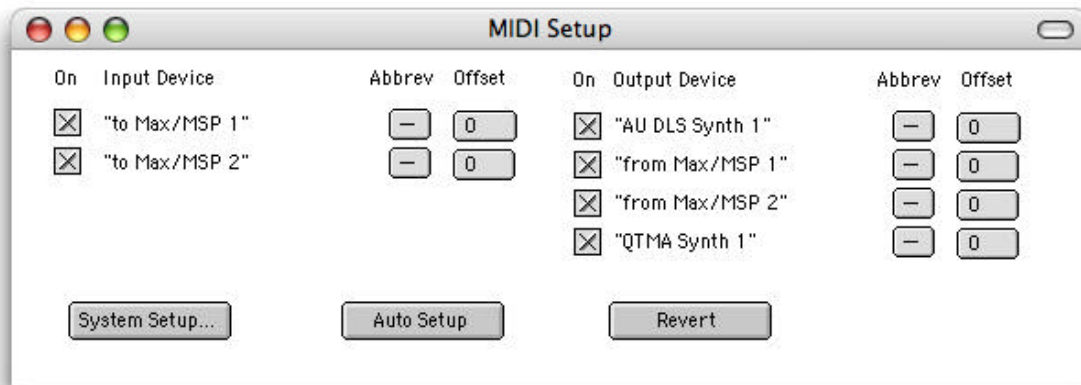 MIDI Setup
On Input Device Abbrev Offset On Output Device Abbrev Offset
"to Max/MSP 1" – 0 "AU DLS Synth 1" – 0
"to Max/MSP 2" – 0 "from Max/MSP 1" – 0
"from Max/MSP 2" – 0
"QTMA Synth 1" – 0
System Setup... Auto Setup Revert